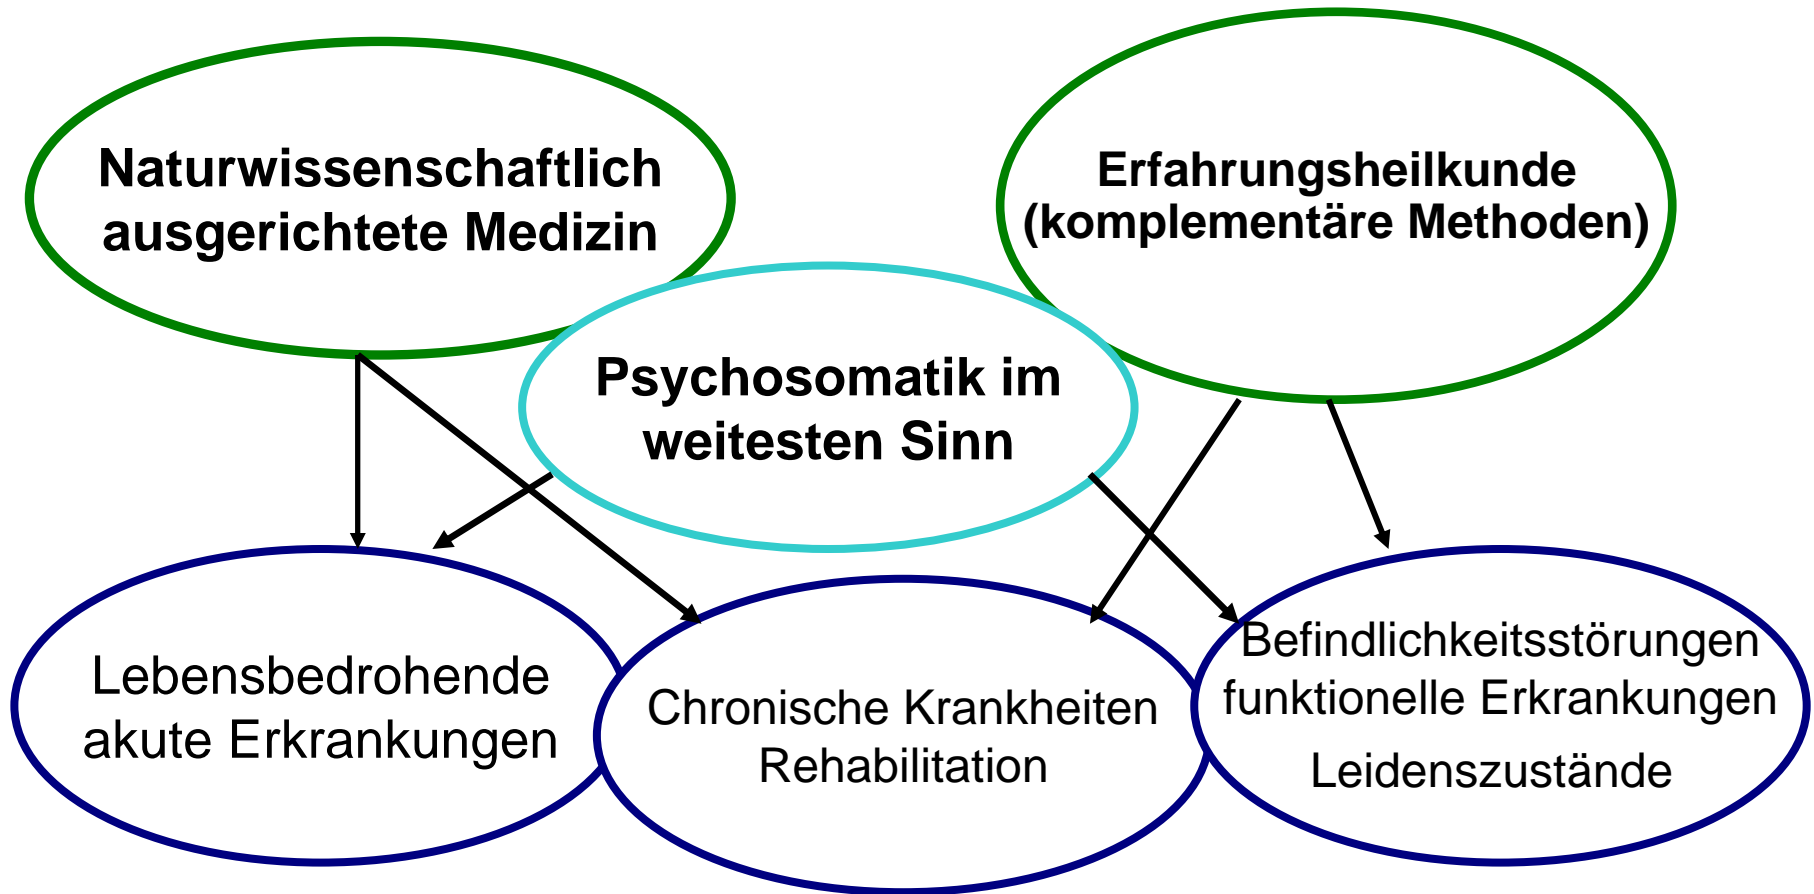 Naturwissenschaftlich
ausgerichtete Medizin
Erfahrungsheilkunde
(komplementäre Methoden)
Psychosomatik im
weitesten Sinn
Lebensbedrohende
akute Erkrankungen
Chronische Krankheiten
Rehabilitation
Befindlichkeitsstörungen
funktionelle Erkrankungen
Leidenszustände